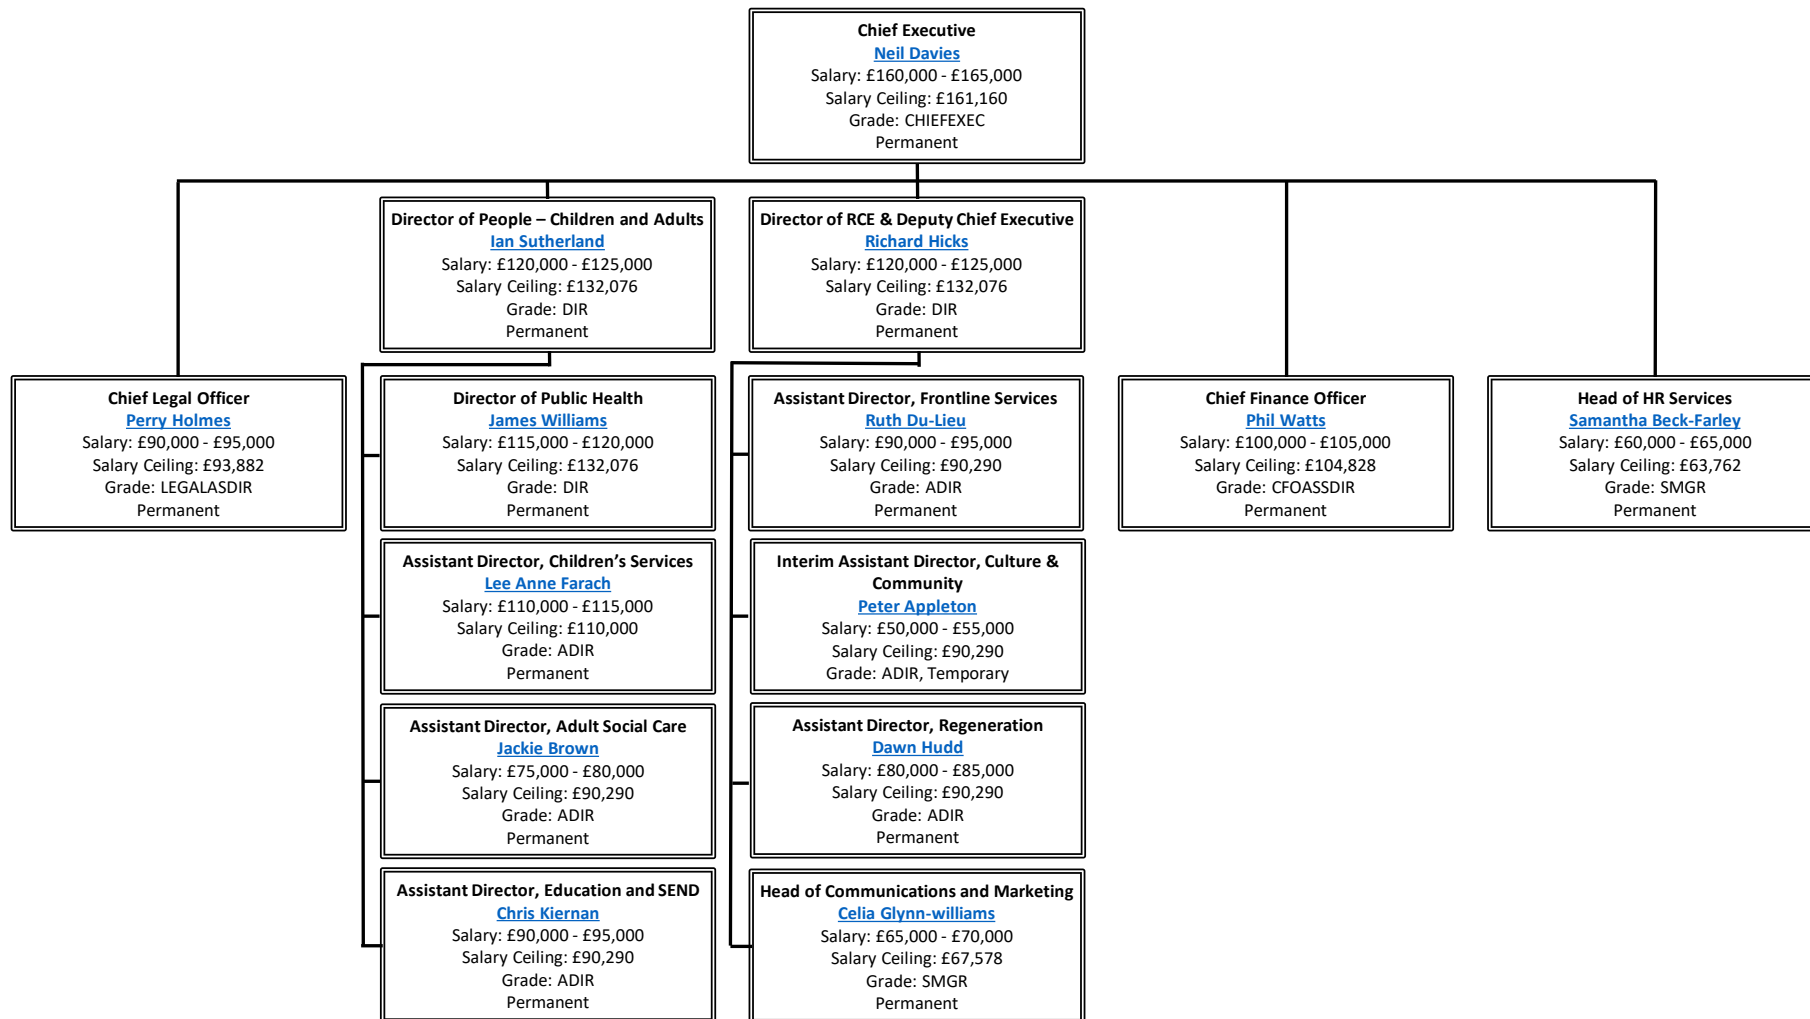 Chief Executive
Neil Davies
Salary: £160,000 - £165,000
Salary Ceiling: £161,160
Grade: CHIEFEXEC
Permanent
Director of People – Children and Adults
Ian Sutherland
Salary: £120,000 - £125,000
Salary Ceiling: £132,076
Grade: DIR
Permanent
Director of RCE & Deputy Chief Executive
Richard Hicks
Salary: £120,000 - £125,000
Salary Ceiling: £132,076
Grade: DIR
Permanent
Chief Legal Officer
Perry Holmes
Salary: £90,000 - £95,000
Salary Ceiling: £93,882
Grade: LEGALASDIR
Permanent
Director of Public Health
James Williams
Salary: £115,000 - £120,000
Salary Ceiling: £132,076
Grade: DIR
Permanent
Assistant Director, Frontline Services
Ruth Du-Lieu
Salary: £90,000 - £95,000
Salary Ceiling: £90,290
Grade: ADIR
Permanent
Chief Finance Officer
Phil Watts
Salary: £100,000 - £105,000
Salary Ceiling: £104,828
Grade: CFOASSDIR
Permanent
Head of HR Services
Samantha Beck-Farley
Salary: £60,000 - £65,000
Salary Ceiling: £63,762
Grade: SMGR
Permanent
Assistant Director, Children’s Services
Lee Anne Farach
Salary: £110,000 - £115,000
Salary Ceiling: £110,000
Grade: ADIR
Permanent
Interim Assistant Director, Culture &
Community
Peter Appleton
Salary: £50,000 - £55,000
Salary Ceiling: £90,290
Grade: ADIR, Temporary
Assistant Director, Adult Social Care
Jackie Brown
Salary: £75,000 - £80,000
Salary Ceiling: £90,290
Grade: ADIR
Permanent
Assistant Director, Regeneration
Dawn Hudd
Salary: £80,000 - £85,000
Salary Ceiling: £90,290
Grade: ADIR
Permanent
Assistant Director, Education and SEND
Chris Kiernan
Salary: £90,000 - £95,000
Salary Ceiling: £90,290
Grade: ADIR
Permanent
Head of Communications and Marketing
Celia Glynn-williams
Salary: £65,000 - £70,000
Salary Ceiling: £67,578
Grade: SMGR
Permanent